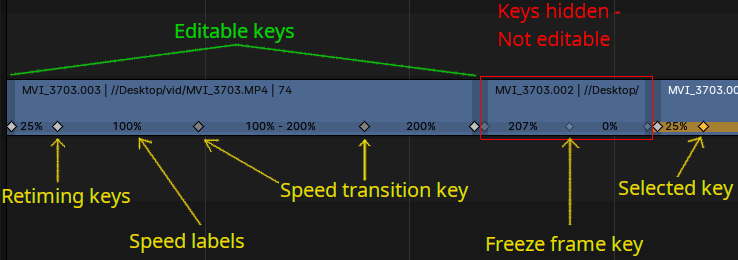 Keys hidden -
Not editable
Editable keys
MVI_3703.003 | //Desktop/vid/MVI_3703.MP4 | 74
MVI_3703.002 | //Desktop/
MVI_3703.00
25%
100%
100% - 200%
200%
207%
0%
25%
Retiming keys
Speed transition key
Selected key
Speed labels
Freeze frame key